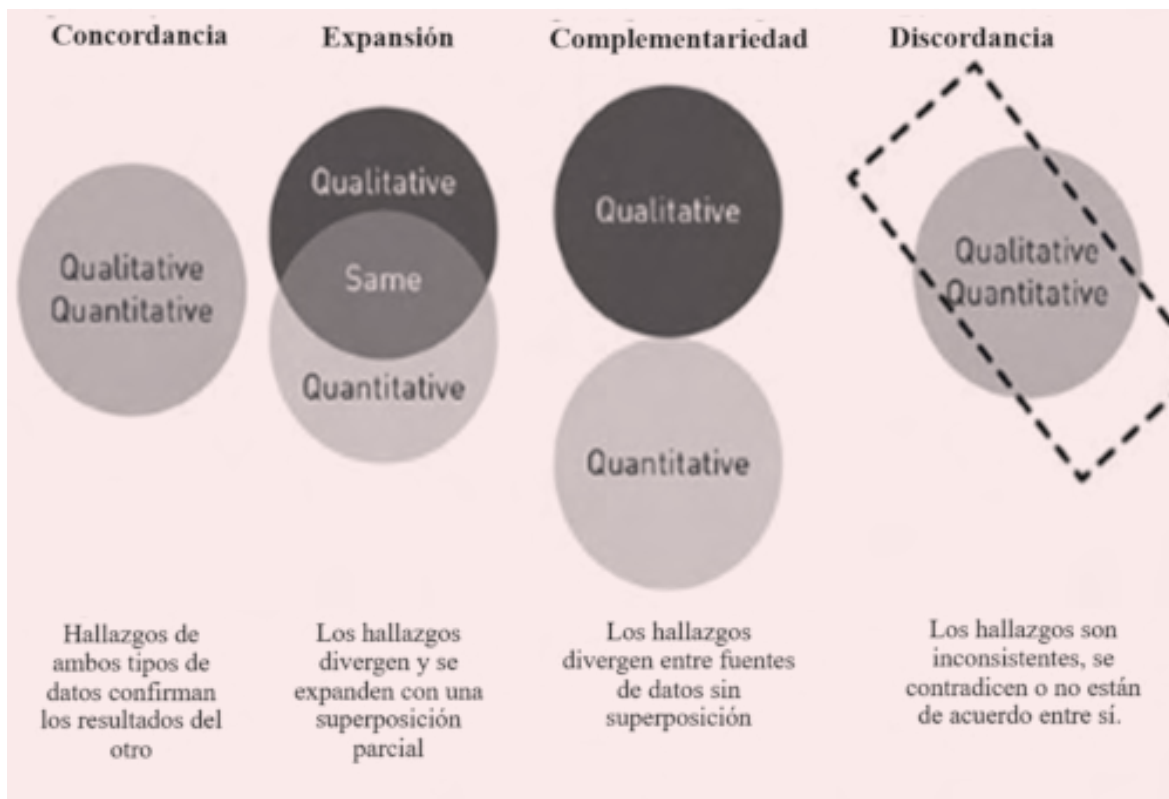 Concordancia
Expansión
Complementariedad
Discordancia
Qualitative
Quantitative
Qualitative
Same
Quantitative
Qualitative
Quantitative
Qualitative
Quantitative
Hallazgos de
ambos tipos de
datos confirman
los resultados del
otro
Los hallazgos
divergen y se
expanden con una
superposición
parcial
Los hallazgos
divergen entre fuentes
de datos sin
superposición
Los hallazgos son
inconsistentes, se
contradicen o no están
de acuerdo entre sí.